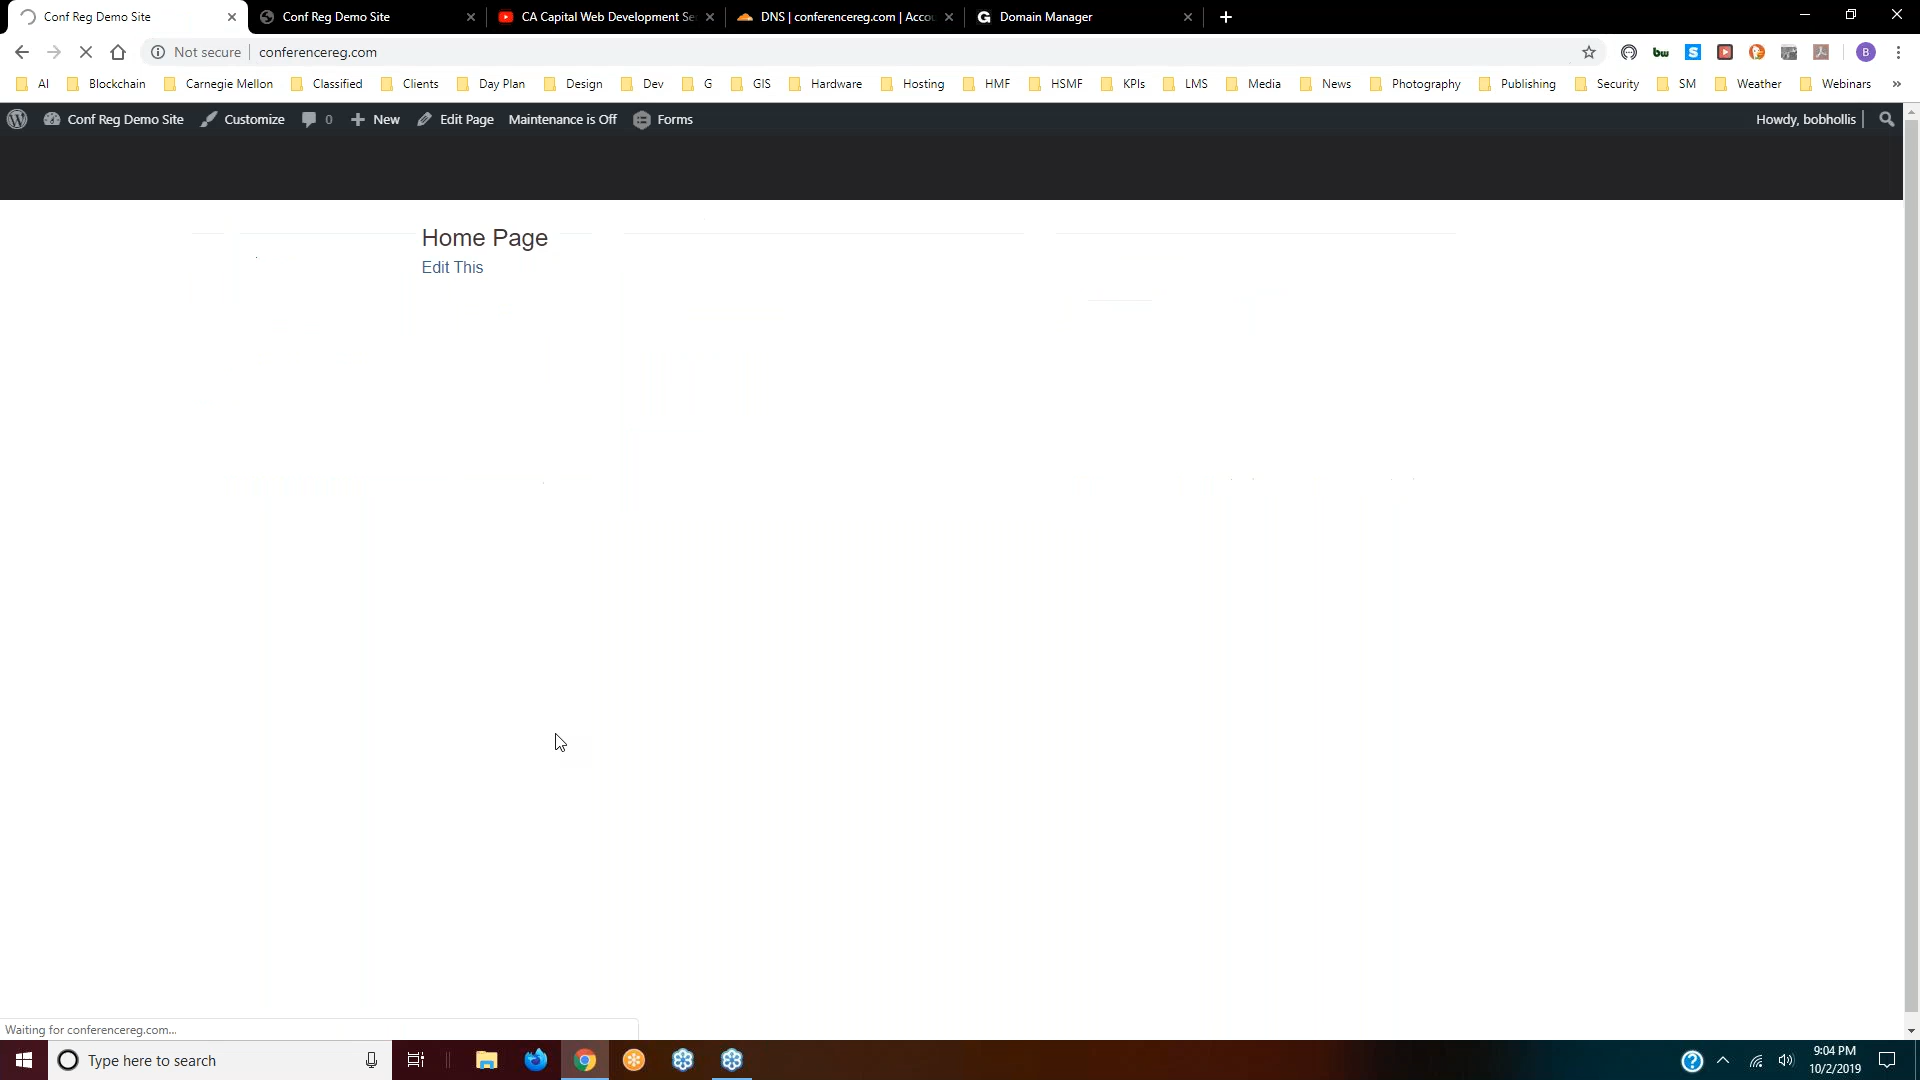 Conf Reg Demo Site
Conf Reg Demo Site
CA Capital Web Development Se
DNS | conferencereg.com | Accou
Domain Manager
Not secure
conferencereg.com
bw
S
B
AI
Blockchain
Carnegie Mellon
Classified
Clients
Day Plan
Design
Dev
G
GIS
Hardware
Hosting
HMF
HSMF
KPIs
LMS
Media
News
Photography
Publishing
Security
SM
Weather
Webinars
»
Conf Reg Demo Site
Customize
0
New
Edit Page
Maintenance is Off
Forms
Howdy, bobhollis
Home Page
Edit This
Waiting for conferencereg.com...
Type here to search
9:04 PM
10/2/2019